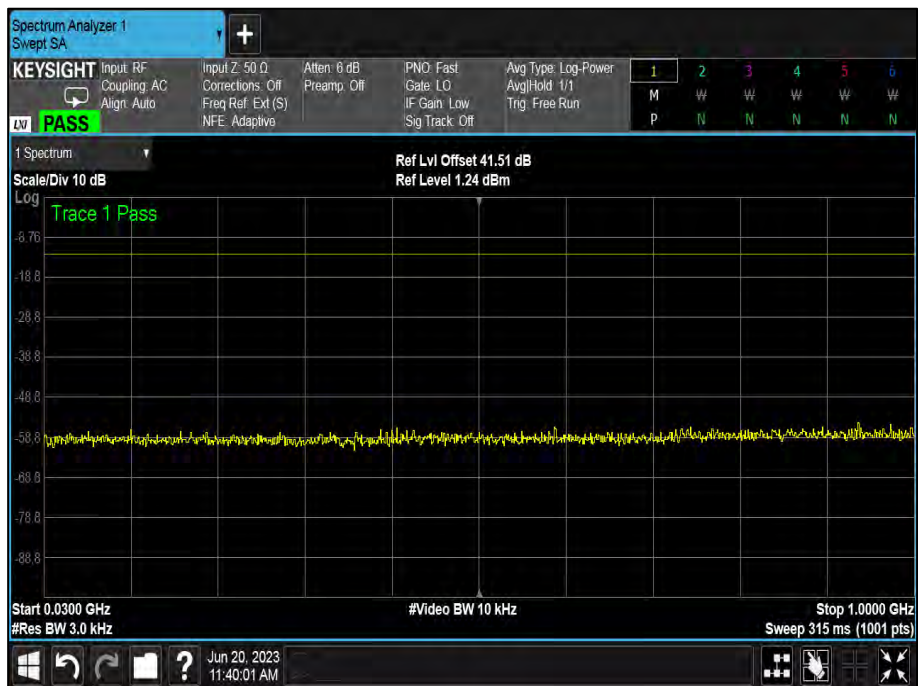 Spectrum Analyzer 1
Swept SA
+
KEYSIGHT
LXI PASS
Input: RF
Coupling: AC
Align: Auto
Input Z: 50 Ω
Corrections: Off
Freq Ref: Ext (S)
NFE: Adaptive
Atten: 6 dB
Preamp: Off
PNO: Fast
Gate: LO
IF Gain: Low
Sig Track: Off
Avg Type: Log-Power
Avg|Hold: 1/1
Trig: Free Run
1 2 3 4 5 6
M W W W W W
P N N N N N
1 Spectrum
Scale/Div 10 dB
Ref Lvl Offset 41.51 dB
Ref Level 1.24 dBm
Log
Trace 1 Pass
-8.76
-18.8
-28.8
-38.8
-48.8
-58.8
-68.8
-78.8
-88.8
Start 0.0300 GHz
#Res BW 3.0 kHz
#Video BW 10 kHz
Stop 1.0000 GHz
Sweep 315 ms (1001 pts)
?
Jun 20, 2023
11:40:01 AM